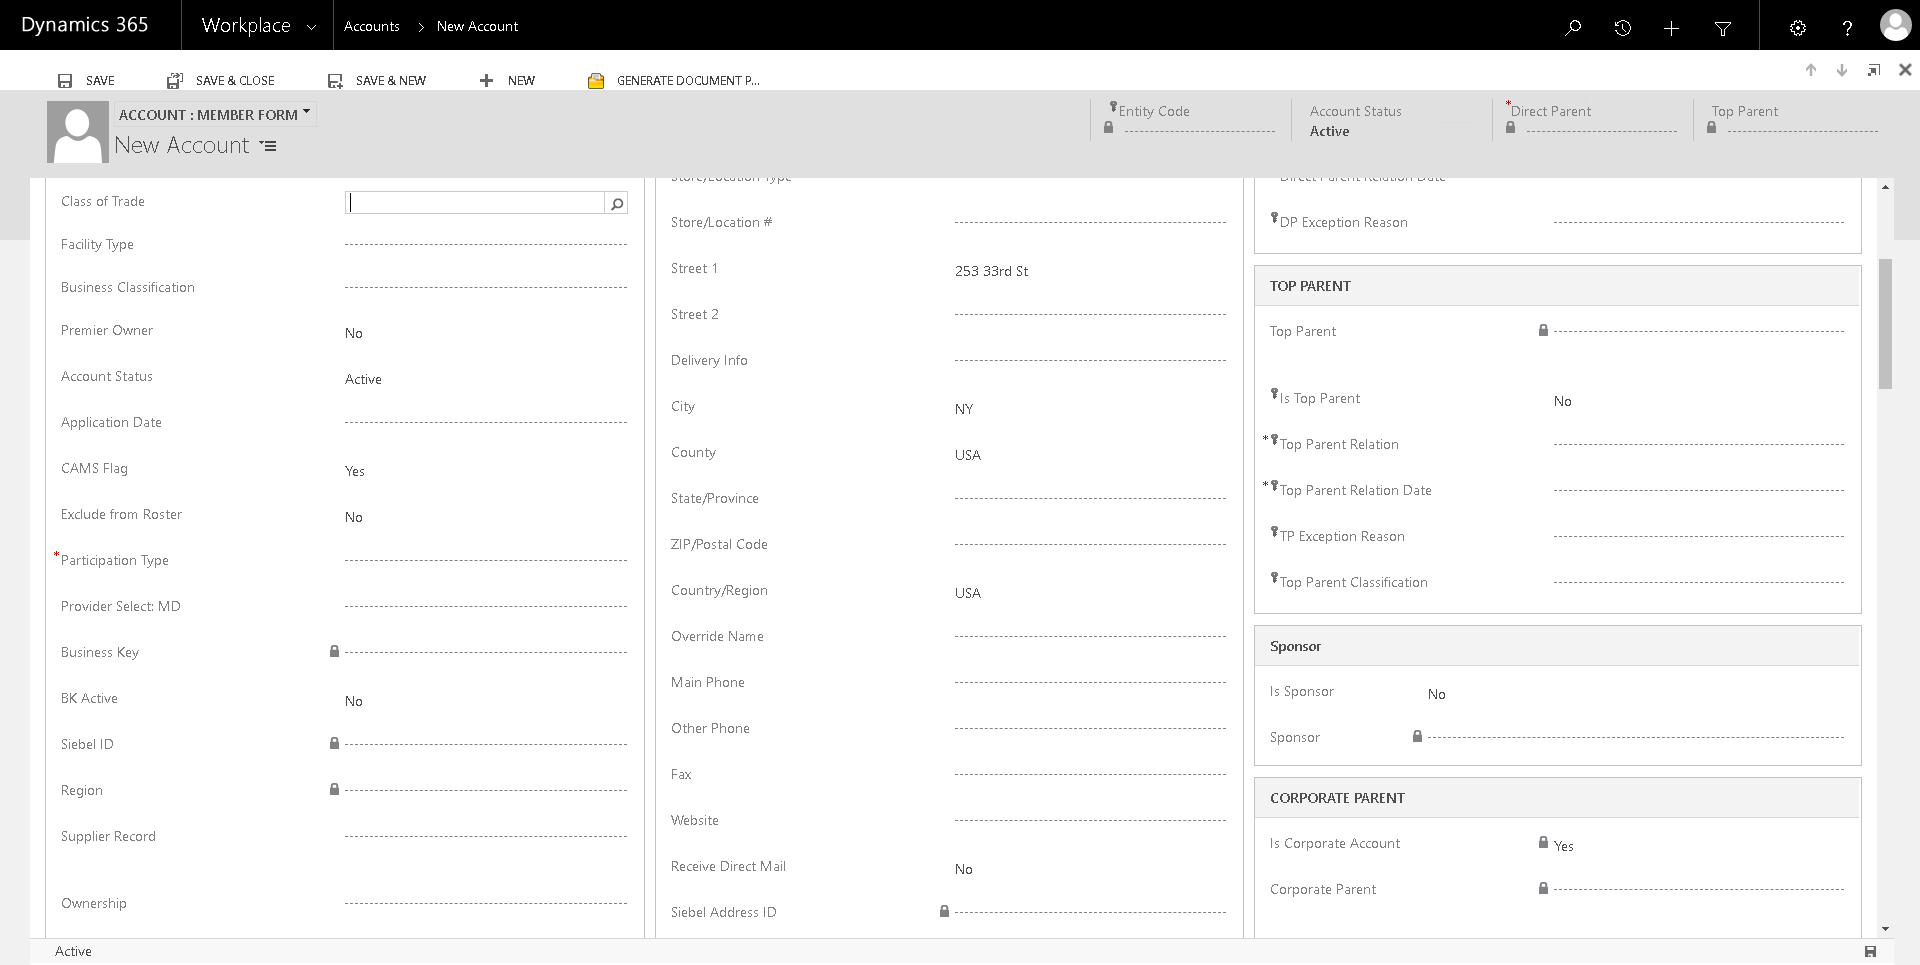 Dynamics 365
Workplace
Accounts > New Account
SAVE
SAVE & CLOSE
SAVE & NEW
NEW
GENERATE DOCUMENT P...
ACCOUNT : MEMBER FORM
New Account
Entity Code
Account Status
Active
*Direct Parent
Top Parent
Class of Trade
Facility Type
Business Classification
Premier Owner No
Account Status Active
Application Date
CAMS Flag Yes
Exclude from Roster No
*Participation Type
Provider Select: MD
Business Key
BK Active No
Siebel ID
Region
Supplier Record
Ownership
Store/Location Type
Store/Location #
Street 1 253 33rd St
Street 2
Delivery Info
City NY
County USA
State/Province
ZIP/Postal Code
Country/Region USA
Override Name
Main Phone
Other Phone
Fax
Website
Receive Direct Mail No
Siebel Address ID
Direct Parent Relation Date
DP Exception Reason
TOP PARENT
Top Parent
Is Top Parent No
*Top Parent Relation
*Top Parent Relation Date
TP Exception Reason
Top Parent Classification
Sponsor
Is Sponsor No
Sponsor
CORPORATE PARENT
Is Corporate Account Yes
Corporate Parent
Active